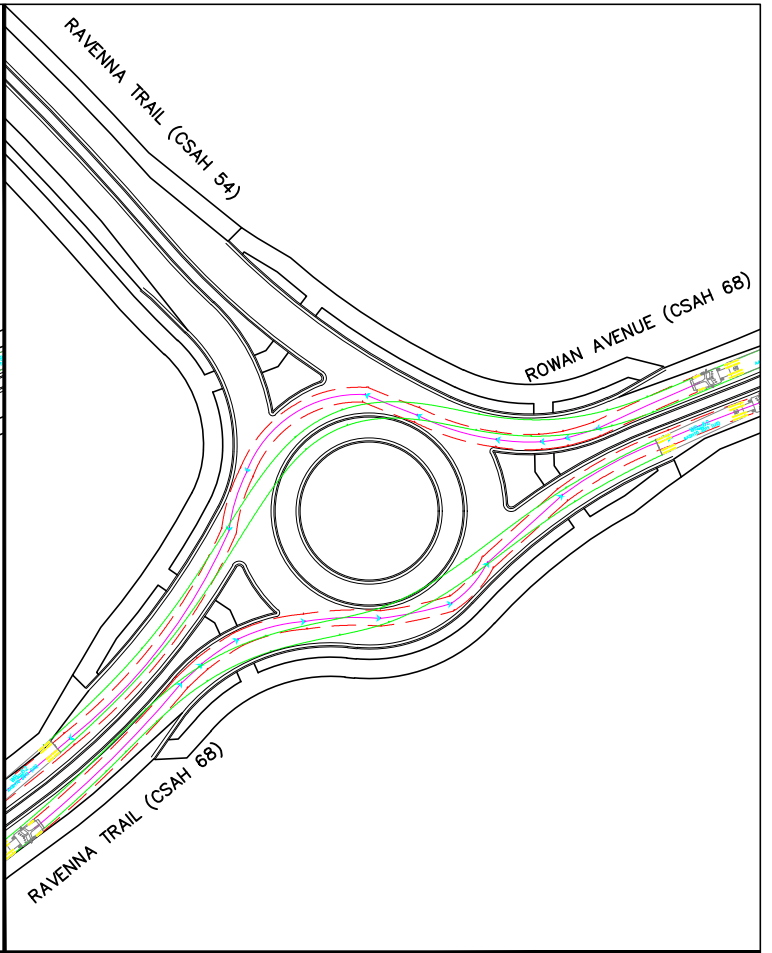 RAVENNA TRAIL (CSAH 54)
ROWAN AVENUE (CSAH 68)
RAVENNA TRAIL (CSAH 68)